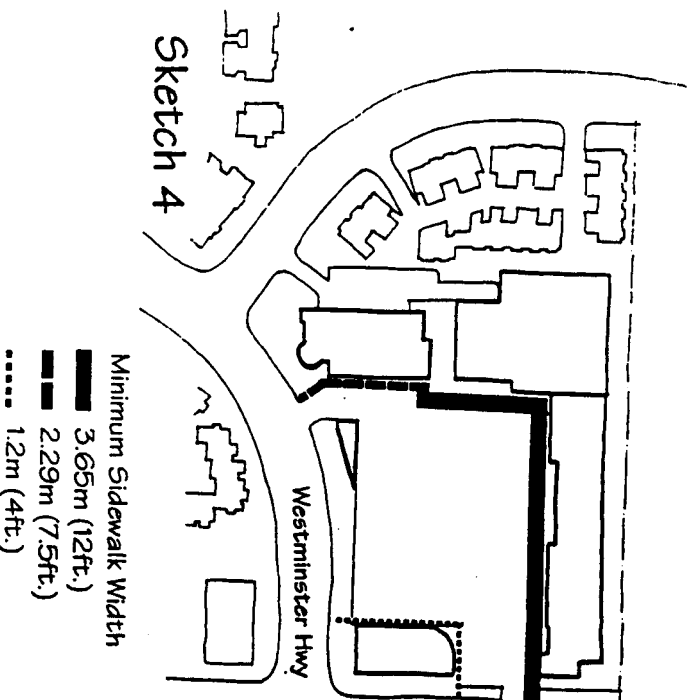 Sketch 4
Westminster Hwy
Minimum Sidewalk Width
3.65m (12ft.)
2.29m (7.5ft.)
1.2m (4ft.)